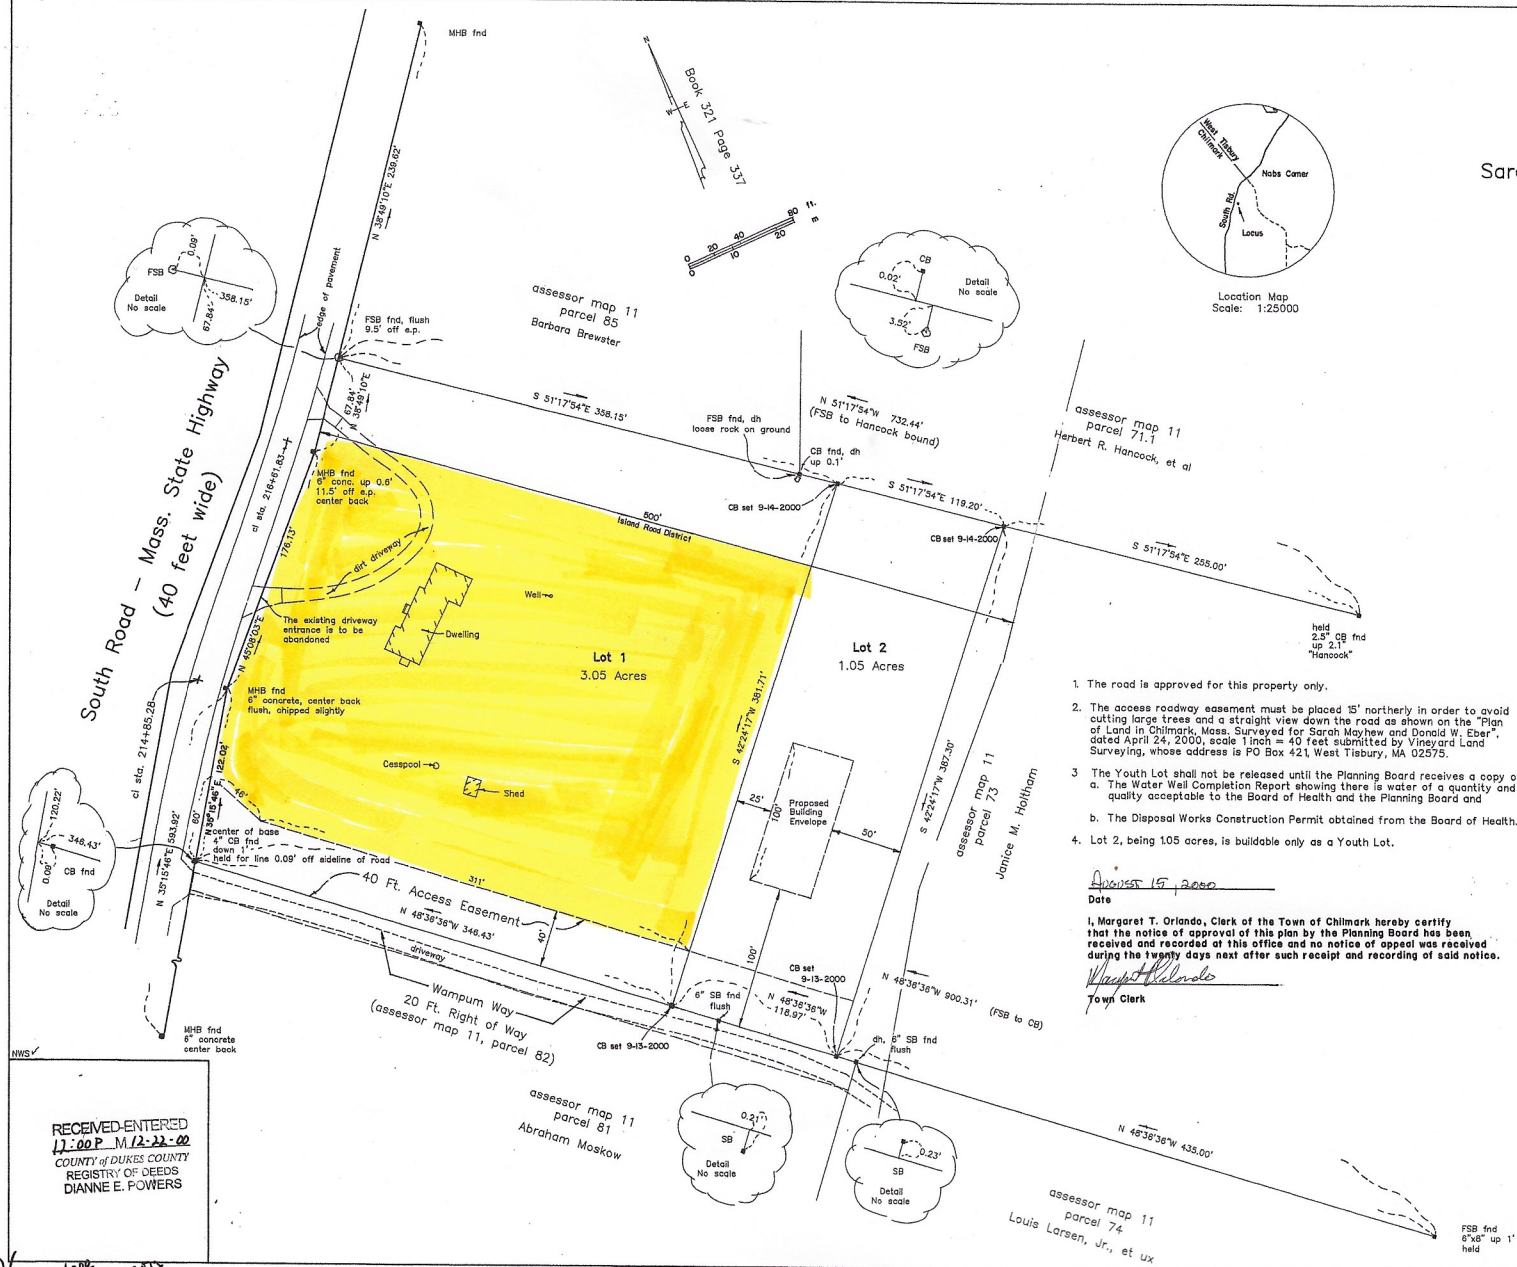 MHB fnd
N 38°49'10"E 239.62'
N
W E
Book 321 Page 337
0 20 40 80 ft.
0 10 20
West Tisbury
Chilmark
Nabs Corner
South Rd.
Locus
Location Map
Scale: 1:25000
FSB
0.09'
358.15'
67.84'
Detail
No scale
edge of pavement
FSB fnd, flush
9.5' off e.p.
67.84'
N 38°49'10"E
assessor map 11
parcel 85
Barbara Brewster
CB
0.02'
3.52'
FSB
Detail
No scale
S 51°17'54"E 358.15'
N 51°17'54"W 732.44'
(FSB to Hancock bound)
FSB fnd, dh
loose rock on ground
CB fnd, dh
up 0.1'
CB set 9-14-2000
S 51°17'54"E 119.20'
CB set 9-14-2000
assessor map 11
parcel 71.1
Herbert R. Hancock, et al
S 51°17'54"E 255.00'
held
2.5" CB fnd
up 2.1'
"Hancock"
South Road - Mass. State Highway
(40 feet wide)
cl sta. 216+61.83
cl sta. 214+85.28
MHB fnd
6" conc. up 0.6'
11.5' off e.p.
center back
176.13'
N 45°08'03"E
dirt driveway
500'
Island Road District
The existing driveway
entrance is to be
abandoned
Dwelling
Well
Lot 1
3.05 Acres
Lot 2
1.05 Acres
MHB fnd
6" concrete, center back
flush, chipped slightly
S 42°24'17"W 381.71'
S 42°24'17"W 387.30'
Cesspool
Shed
25'
100'
Proposed
Building
Envelope
50'
100'
assessor map 11
parcel 73
Janice M. Holtham
N 35°15'46"E 122.02'
60'
46'
N 35°15'46"E 593.92'
120.22'
346.43'
0.09'
CB fnd
Detail
No scale
center of base
4" CB fnd
down 1'
held for line 0.09' off sideline of road
311'
40 Ft. Access Easement
N 48°36'36"W 346.43'
40'
driveway
Wampum Way
20 Ft. Right of Way
(assessor map 11, parcel 82)
CB set 9-13-2000
6" SB fnd
flush
N 48°36'36"W
118.97'
CB set
9-13-2000
N 48°36'36"W 900.31' (FSB to CB)
dh, 6" SB fnd
flush
MHB fnd
6" concrete
center back
assessor map 11
parcel 81
Abraham Moskow
0.21'
SB
Detail
No scale
0.23'
SB
Detail
No scale
N 48°36'36"W 435.00'
assessor map 11
parcel 74
Louis Larsen, Jr., et ux
FSB fnd
6"x8" up 1'
held
1. The road is approved for this property only.
2. The access roadway easement must be placed 15' northerly in order to avoid
cutting large trees and a straight view down the road as shown on the "Plan
of Land in Chilmark, Mass. Surveyed for Sarah Mayhew and Donald W. Eber",
dated April 24, 2000, scale 1 inch = 40 feet submitted by Vineyard Land
Surveying, whose address is PO Box 421, West Tisbury, MA 02575.
3 The Youth Lot shall not be released until the Planning Board receives a copy o
a. The Water Well Completion Report showing there is water of a quantity and
quality acceptable to the Board of Health and the Planning Board and
b. The Disposal Works Construction Permit obtained from the Board of Health.
4. Lot 2, being 1.05 acres, is buildable only as a Youth Lot.
August 15, 2000
Date
I, Margaret T. Orlando, Clerk of the Town of Chilmark hereby certify
that the notice of approval of this plan by the Planning Board has been
received and recorded at this office and no notice of appeal was received
during the twenty days next after such receipt and recording of said notice.
Town Clerk
NWS
RECEIVED-ENTERED
M 12-22-00
COUNTY of DUKES COUNTY
REGISTRY OF DEEDS
DIANNE E. POWERS